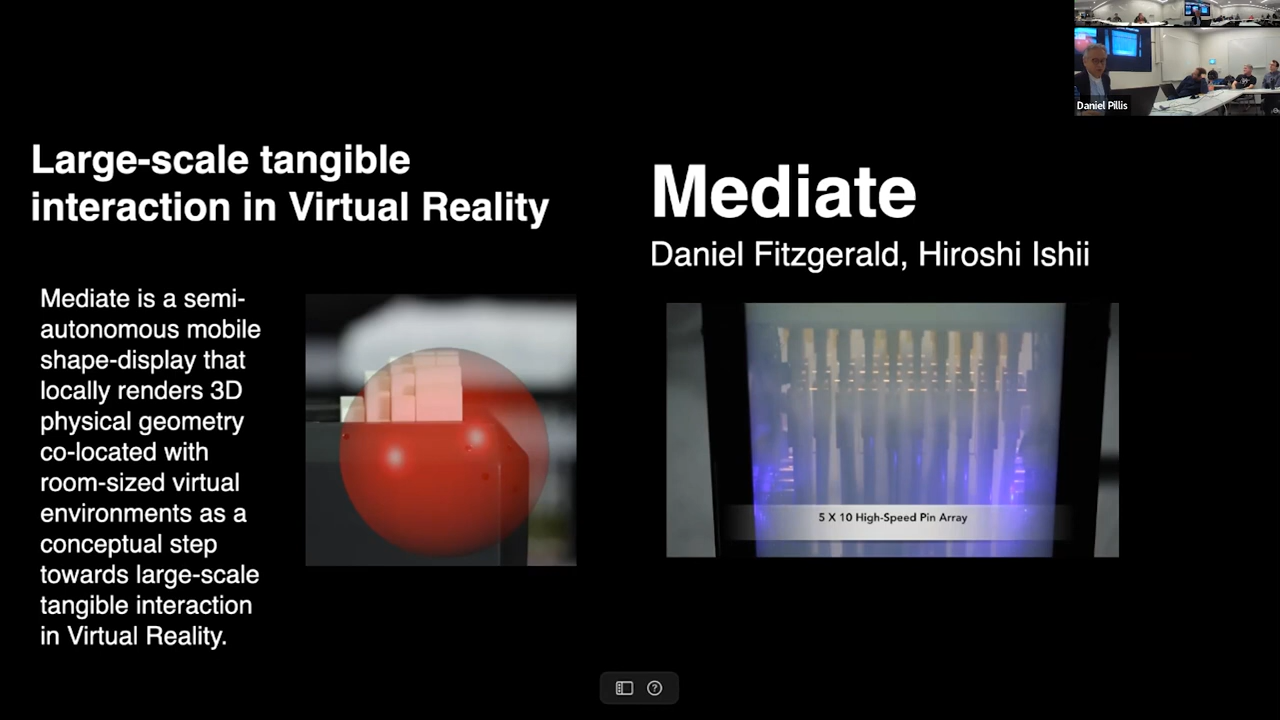 Daniel Pillis
Large-scale tangible
interaction in Virtual Reality
Mediate
Daniel Fitzgerald, Hiroshi Ishii
Mediate is a semi-
autonomous mobile
shape-display that
locally renders 3D
physical geometry
co-located with
room-sized virtual
environments as a
conceptual step
towards large-scale
tangible interaction
in Virtual Reality.
5 X 10 High-Speed Pin Array